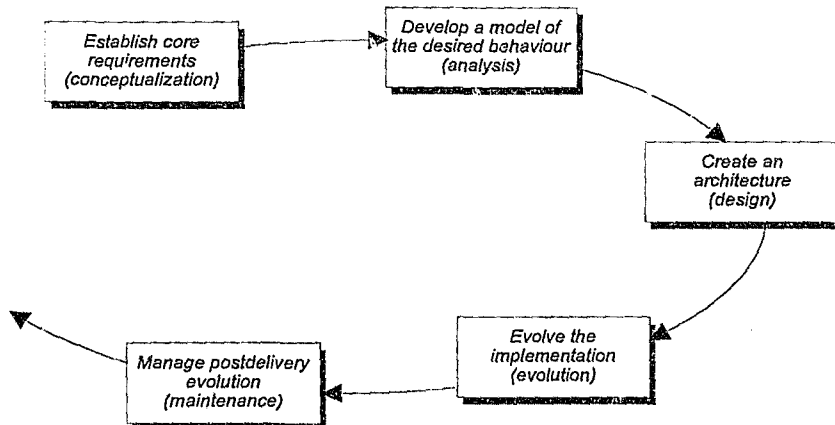 Establish core
requirements
(conceptualization)
Develop a model of
the desired behaviour
(analysis)
Create an
architecture
(design)
Evolve the
implementation
(evolution)
Manage postdelivery
evolution
(maintenance)